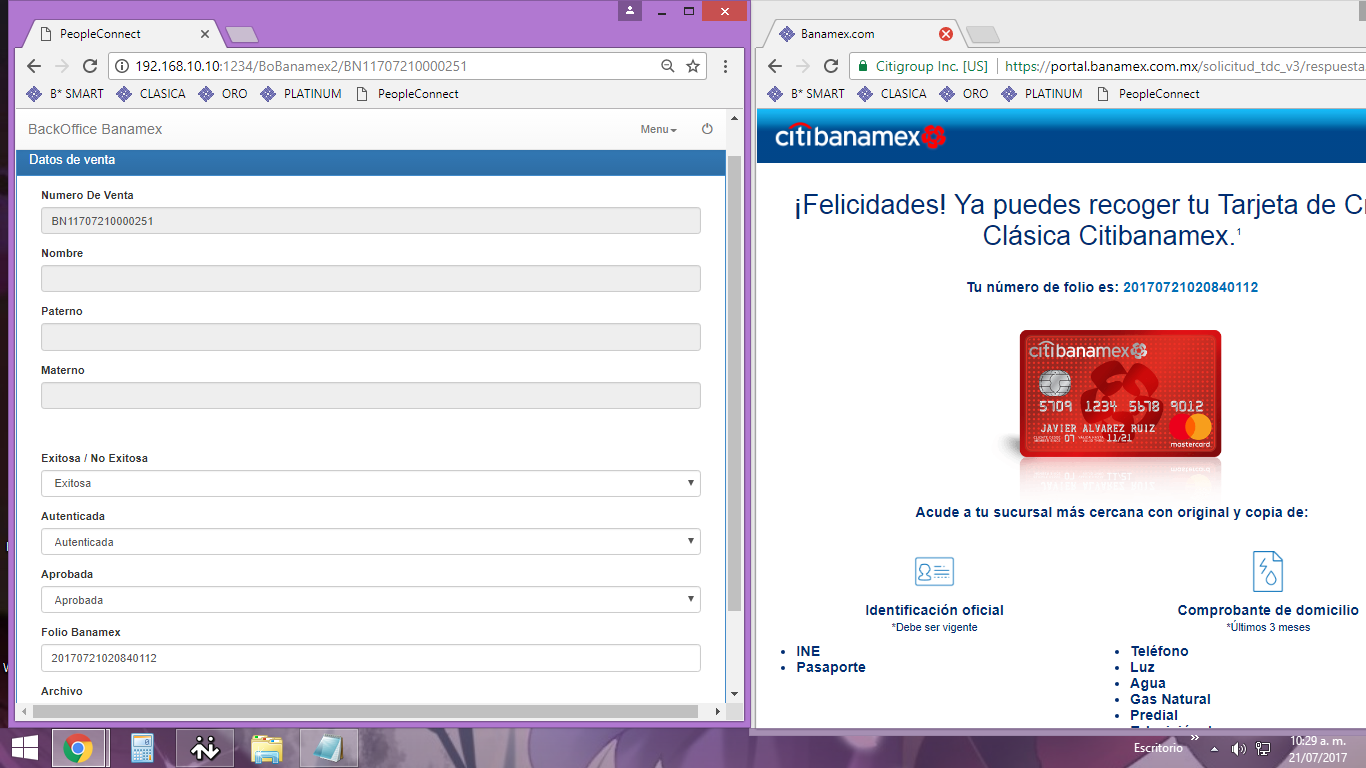 PeopleConnect
192.168.10.10:1234/BoBanamex2/BN11707210000251
B* SMART CLASICA ORO PLATINUM PeopleConnect
BackOffice Banamex Menu
Datos de venta
Numero De Venta
BN11707210000251
Nombre
Paterno
Materno
Exitosa / No Exitosa
Exitosa
Autenticada
Autenticada
Aprobada
Aprobada
Folio Banamex
20170721020840112
Archivo
Banamex.com
Citigroup Inc. [US] https://portal.banamex.com.mx/solicitud_tdc_v3/respuesta
B* SMART CLASICA ORO PLATINUM PeopleConnect
citibanamex
¡Felicidades! Ya puedes recoger tu Tarjeta de Cr
Clásica Citibanamex.1
Tu número de folio es: 20170721020840112
citibanamex
5709 1234 5678 9012
JAVIER ALVAREZ RUIZ
07 11/21
mastercard
Acude a tu sucursal más cercana con original y copia de:
Identificación oficial
*Debe ser vigente
INE
Pasaporte
Comprobante de domicilio
*Últimos 3 meses
Teléfono
Luz
Agua
Gas Natural
Predial
Escritorio
10:29 a. m.
21/07/2017